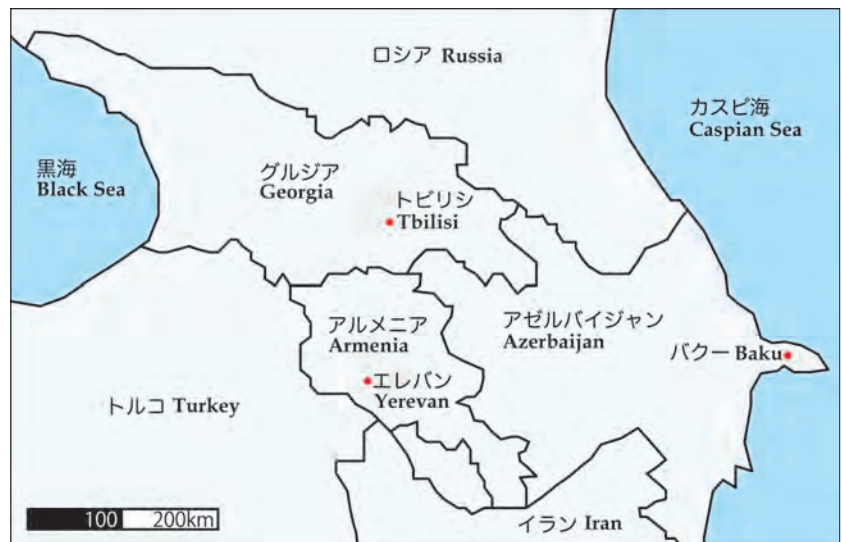 ロシア Russia
カスピ海
Caspian Sea
黒海
Black Sea
グルジア
Georgia
トビリシ
Tbilisi
アルメニア
Armenia
アゼルバイジャン
Azerbaijan
バクー Baku
エレバン
Yerevan
トルコ Turkey
イラン Iran
100 200km